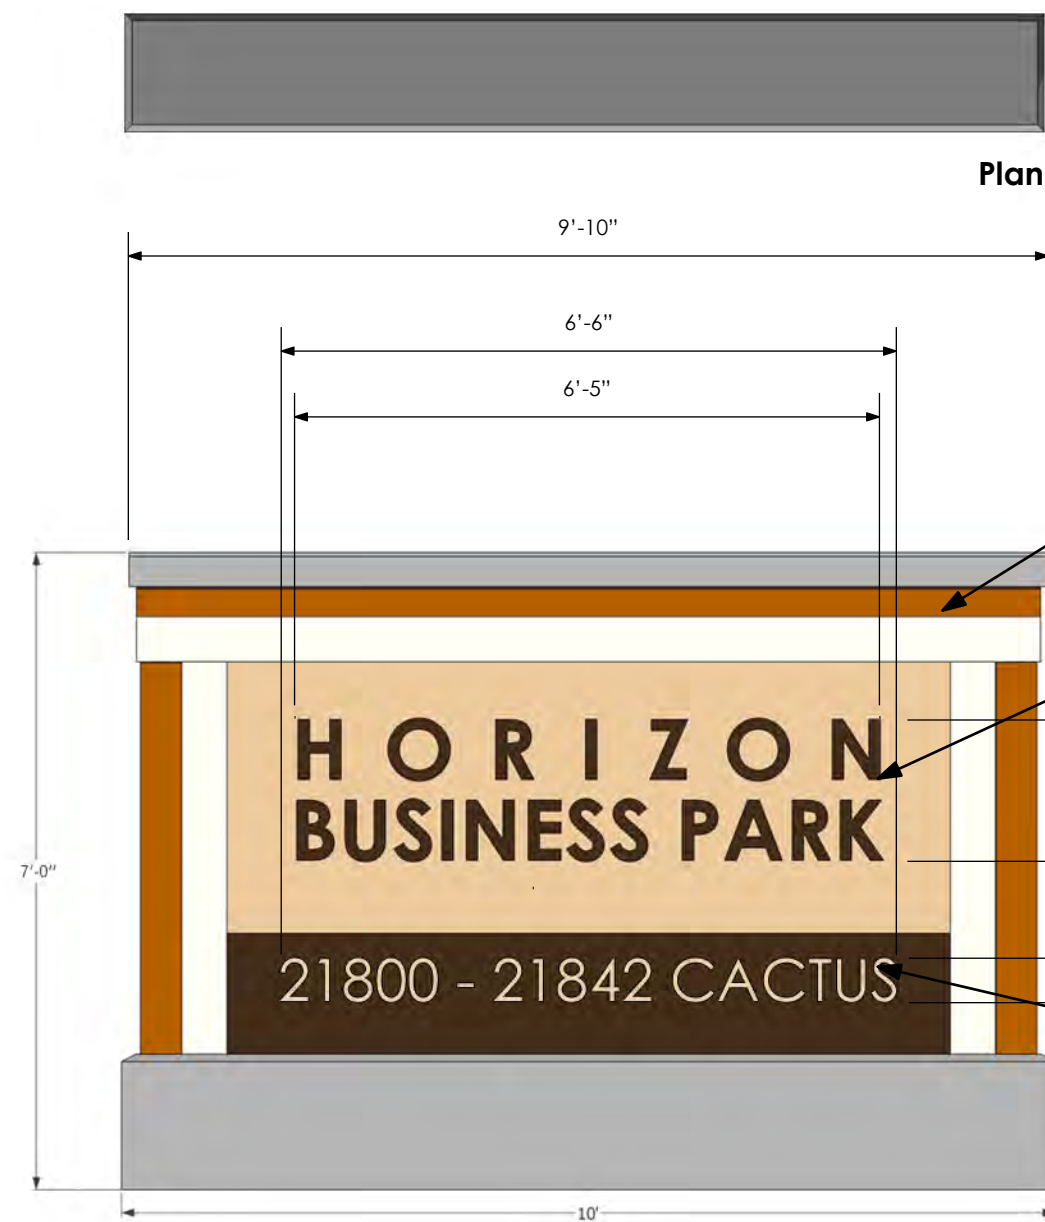 Plan
9’-10”
6’-6”
6’-5”
HORIZON
BUSINESS PARK
7'-0"
21800 - 21842 CACTUS
10'